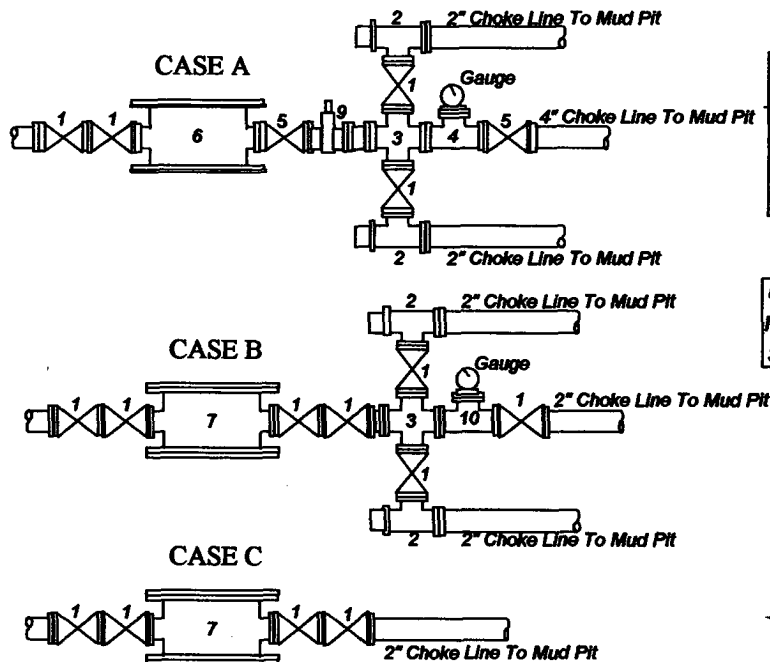 2 2" Choke Line To Mud Pit
CASE A
1 Gauge
1 1 6 5 9 3 4 5 4" Choke Line To Mud Pit
1
2 2" Choke Line To Mud Pit
2 2" Choke Line To Mud Pit
CASE B
1 Gauge
1 1 7 1 1 3 10 1 2" Choke Line To Mud Pit
1
2 2" Choke Line To Mud Pit
CASE C
1 1 7 1 1
2" Choke Line To Mud Pit